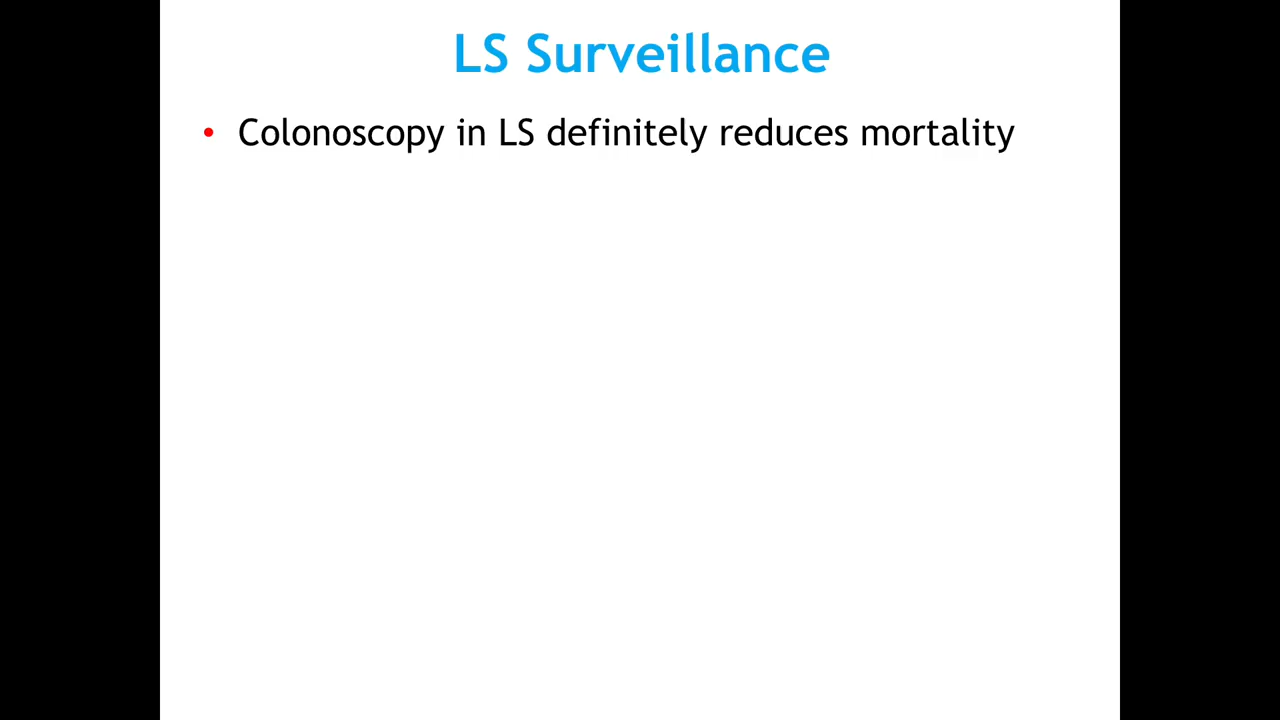 LS Surveillance
• Colonoscopy in LS definitely reduces mortality